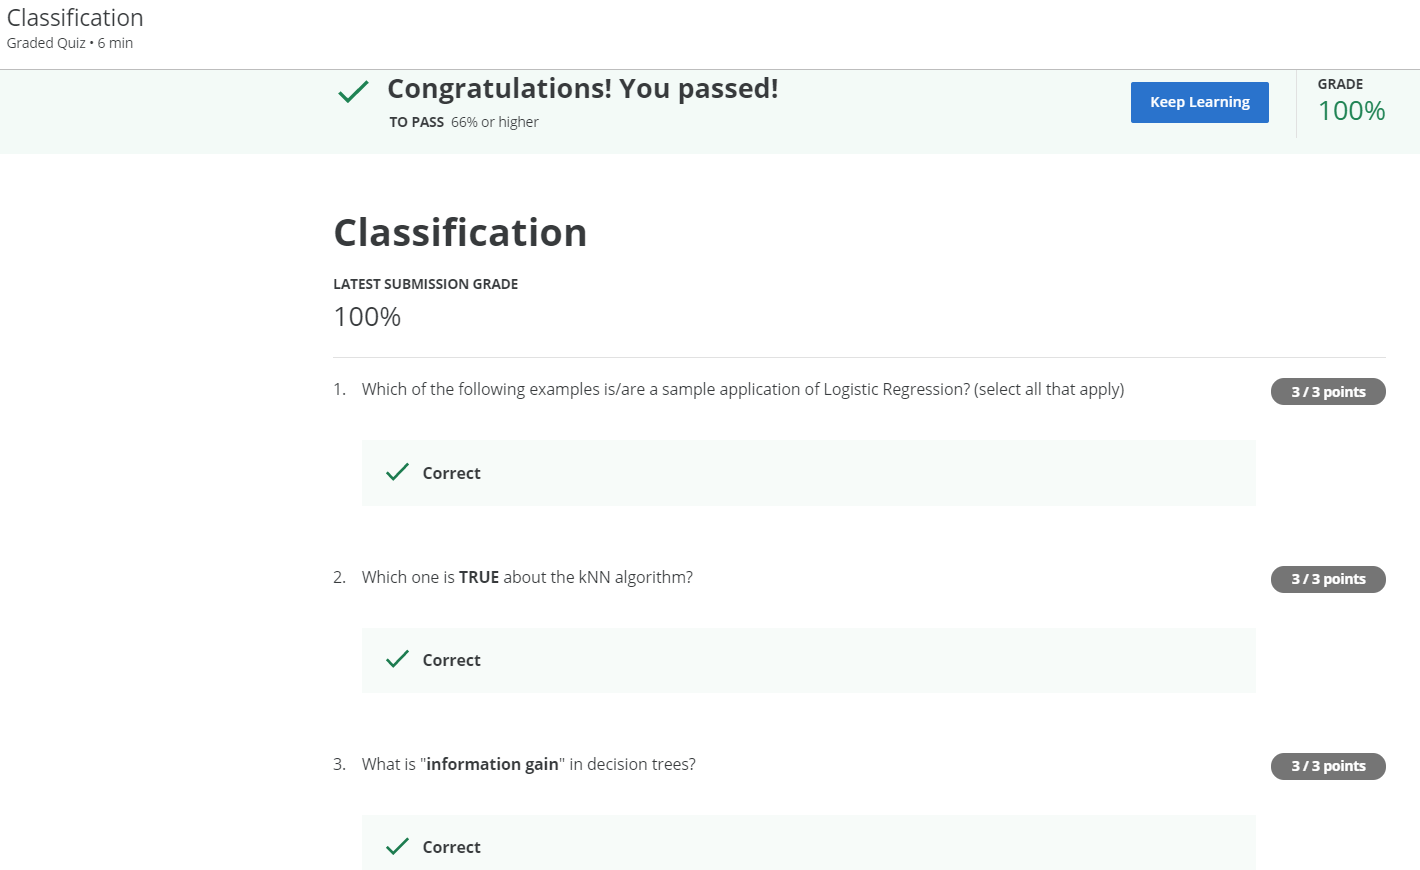 Classification
Graded Quiz • 6 min
Congratulations! You passed!
TO PASS 66% or higher
Keep Learning
GRADE
100%
Classification
LATEST SUBMISSION GRADE
100%
1. Which of the following examples is/are a sample application of Logistic Regression? (select all that apply)
3 / 3 points
Correct
2. Which one is TRUE about the kNN algorithm?
3 / 3 points
Correct
3. What is "information gain" in decision trees?
3 / 3 points
Correct